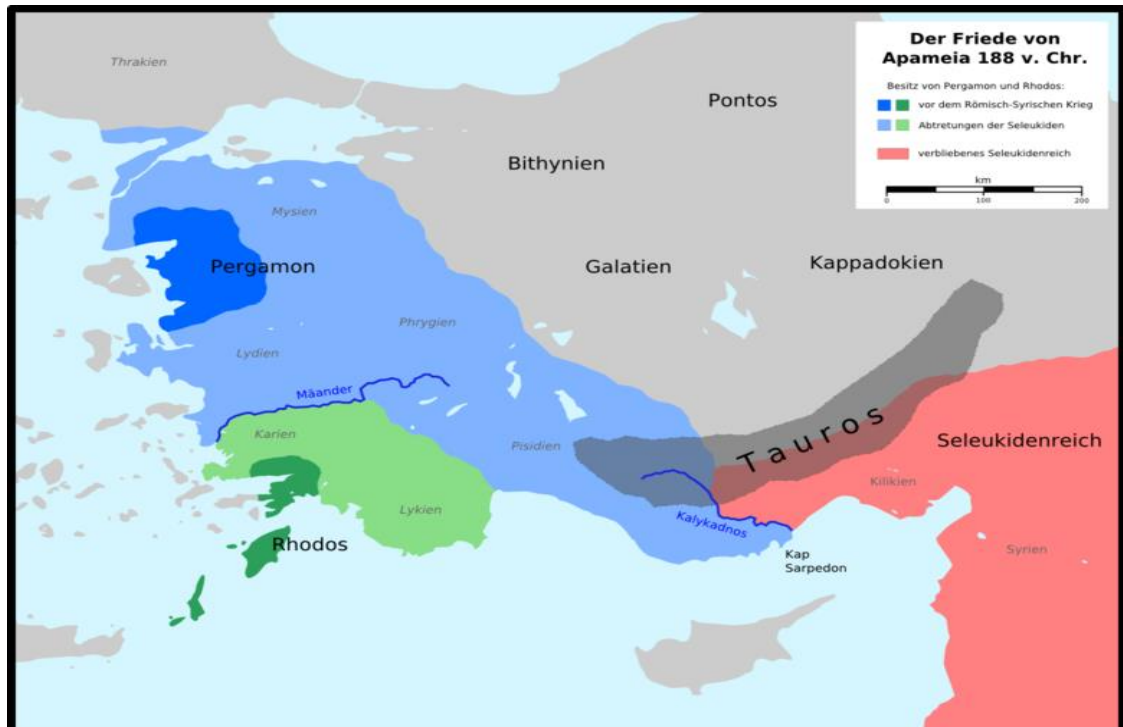 Der Friede von
Apameia 188 v. Chr.
Besitz von Pergamon und Rhodos:
vor dem Römisch-Syrischen Krieg
Abtretungen der Seleukiden
verbliebenes Seleukidenreich
km
0 100 200
Thrakien
Pontos
Bithynien
Mysien
Pergamon
Galatien
Kappadokien
Phrygien
Lydien
Mäander
Karien
Pisidien
Tauros
Seleukidenreich
Kilikien
Lykien
Kalykadnos
Rhodos
Kap
Sarpedon
Syrien